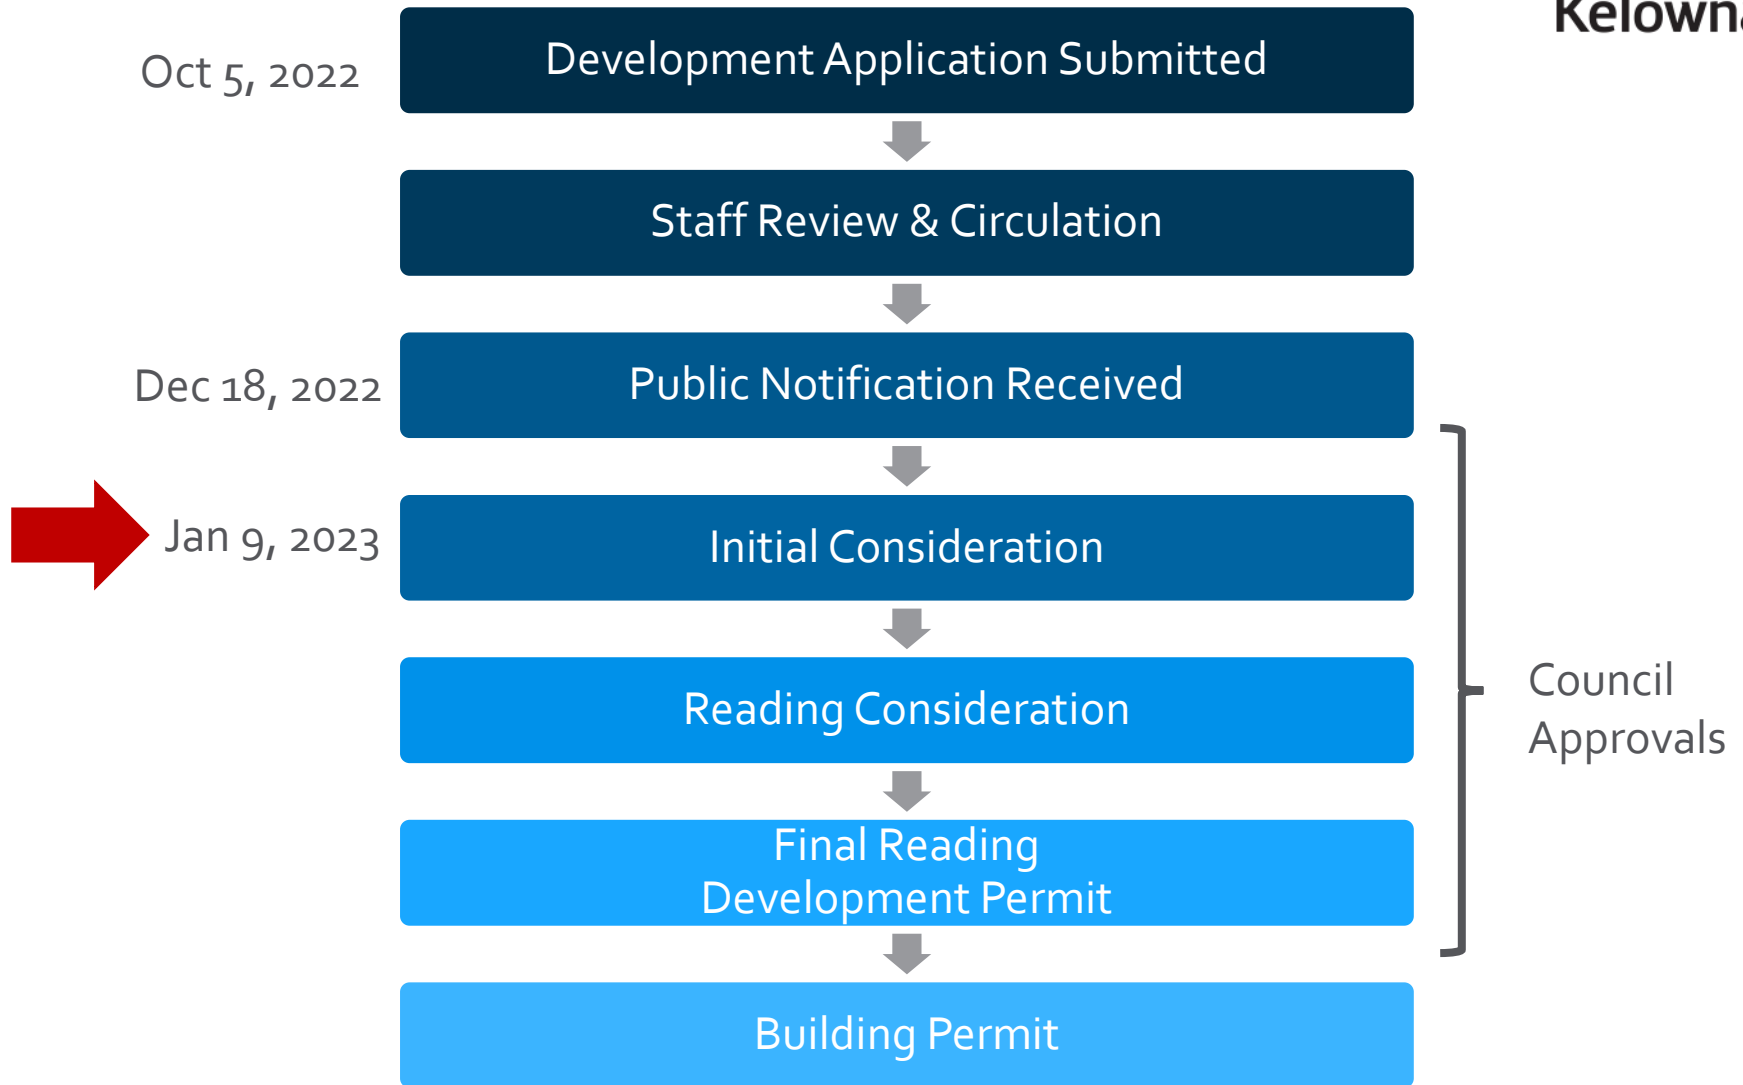 Kelowna
Oct 5, 2022
Development Application Submitted
Staff Review & Circulation
Dec 18, 2022
Public Notification Received
Jan 9, 2023
Initial Consideration
Reading Consideration
Council
Approvals
Final Reading
Development Permit
Building Permit